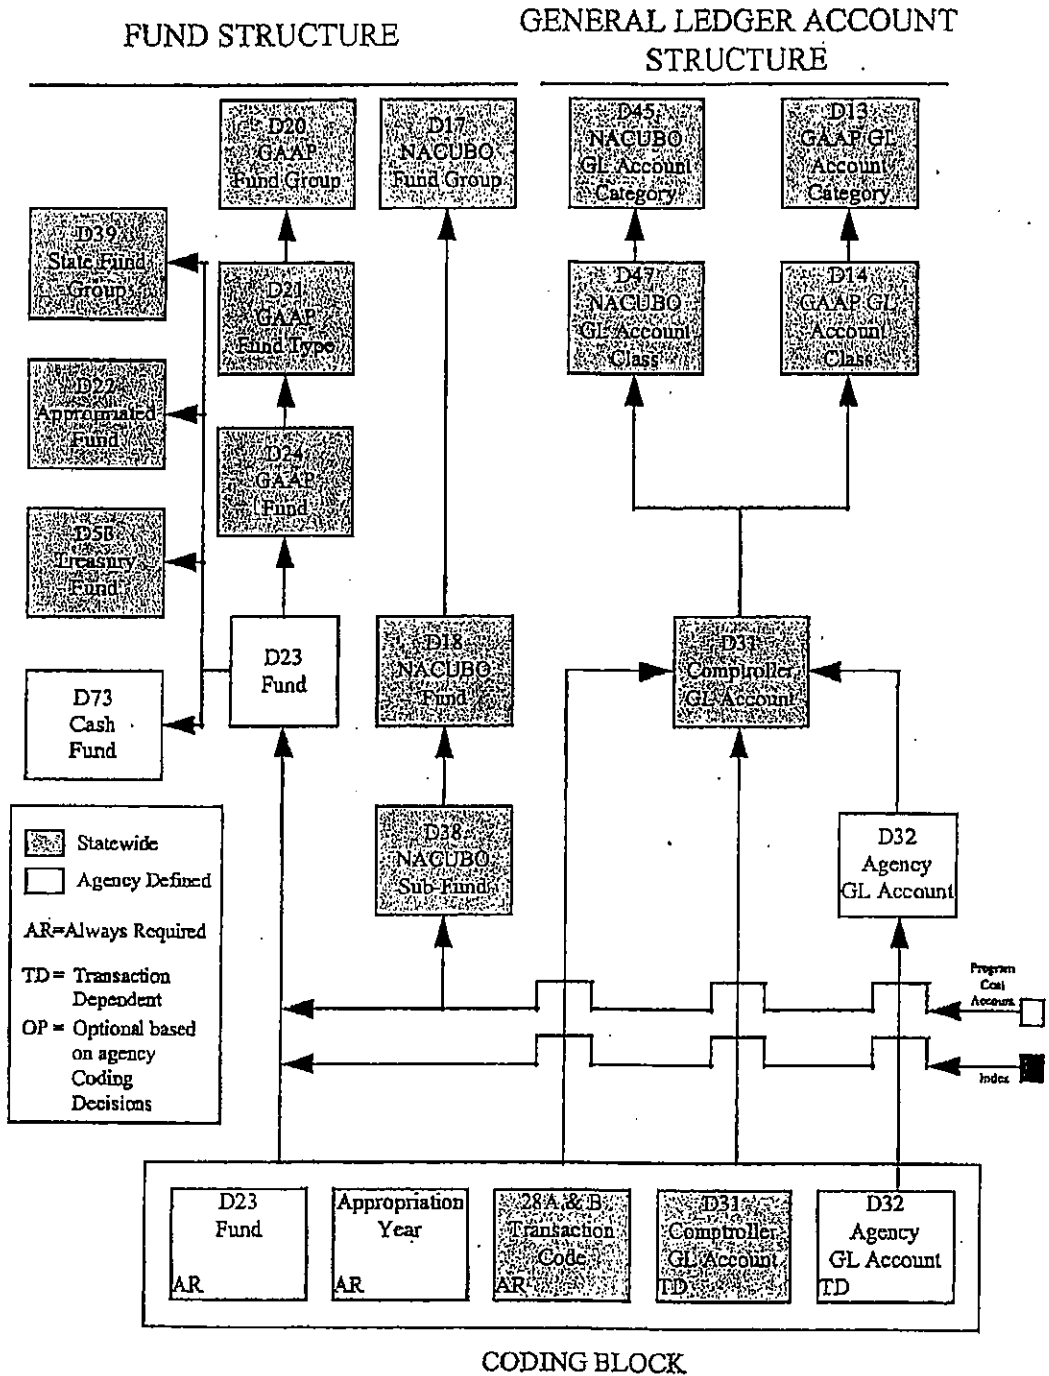 FUND STRUCTURE
GENERAL LEDGER ACCOUNT
STRUCTURE
D20
GAAP
Fund Group
D17
NACUBO
Fund Group
D45
NACUBO
GL Account
Category
D13
GAAP GL
Account
Category
D39
State Fund
Group
D21
GAAP
Fund Type
D47
NACUBO
GL Account
Class
D14
GAAP GL
Account
Class
D22
Appropriated
Fund
D24
GAAP
Fund
D50
Treasury
Fund
D23
Fund
D18
NACUBO
Fund
D31
Comptroller
GL Account
D73
Cash
Fund
D38
NACUBO
Sub-Fund
D32
Agency
GL Account
Statewide
Agency Defined
AR=Always Required
TD = Transaction
Dependent
OP = Optional based
on agency
Coding
Decisions
Program
Cost
Account
Index
D23
Fund
AR
Appropriation
Year
AR
28A & B
Transaction
Code
AR
D31
Comptroller
GL Account
TD
D32
Agency
GL Account
TD
CODING BLOCK